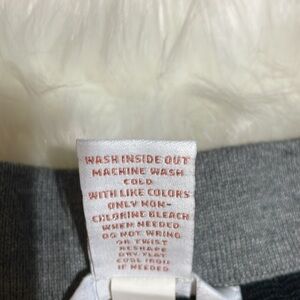 WASH INSIDE OUT
MACHINE WASH
COLD
WITH LIKE COLORS
ONLY NON-
CHLORINE BLEACH
WHEN NEEDED
DO NOT WRING
OR TWIST
RESHAPE
DRY FLAT
COOL IRON
IF NEEDED